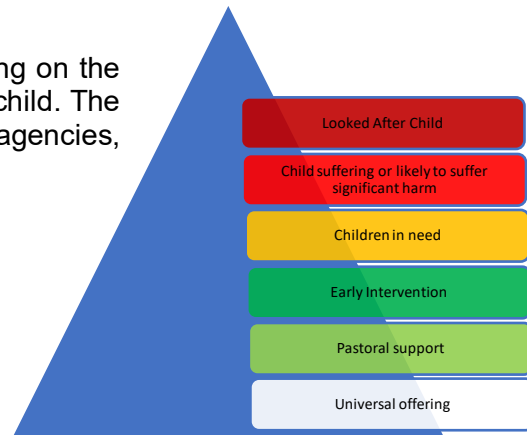 ng on the
child. The
agencies,
Looked After Child
Child suffering or likely to suffer
significant harm
Children in need
Early Intervention
Pastoral support
Universal offering